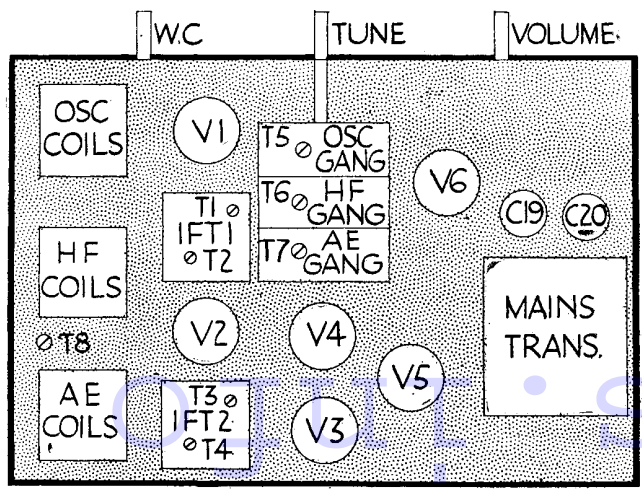 W.C
TUNE
VOLUME
OSC
COILS
V1
T5 OSC
GANG
T6 HF
GANG
T7 AE
GANG
V6
C19
C20
T1
IFT1
T2
HF
COILS
T8
V2
V4
MAINS
TRANS.
V5
AE
COILS
T3
IFT2
T4
V3